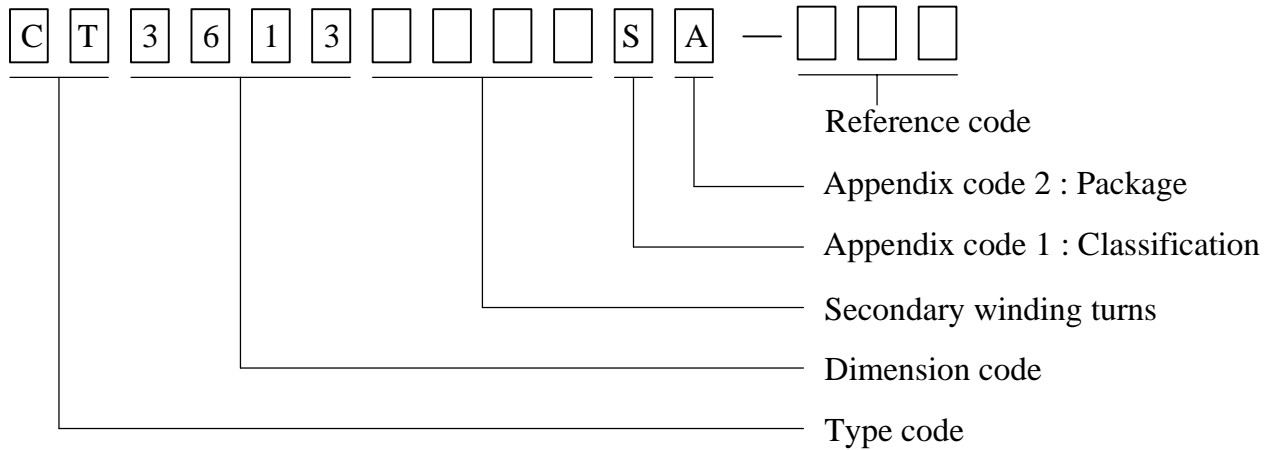 C T 3 6 1 3 S A —
Reference code
Appendix code 2 : Package
Appendix code 1 : Classification
Secondary winding turns
Dimension code
Type code